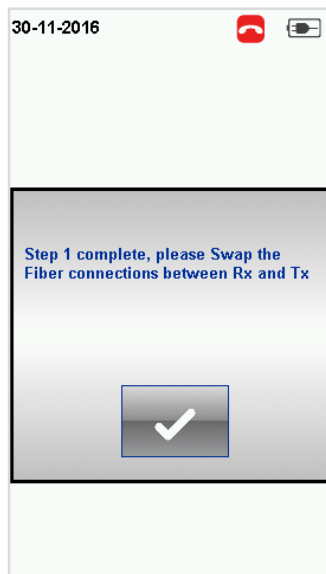 30-11-2016
Step 1 complete, please Swap the
Fiber connections between Rx and Tx